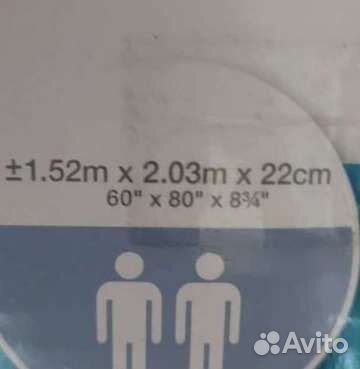 ±1.52m x 2.03m x 22cm
60" x 80" x 8¾"
Avito